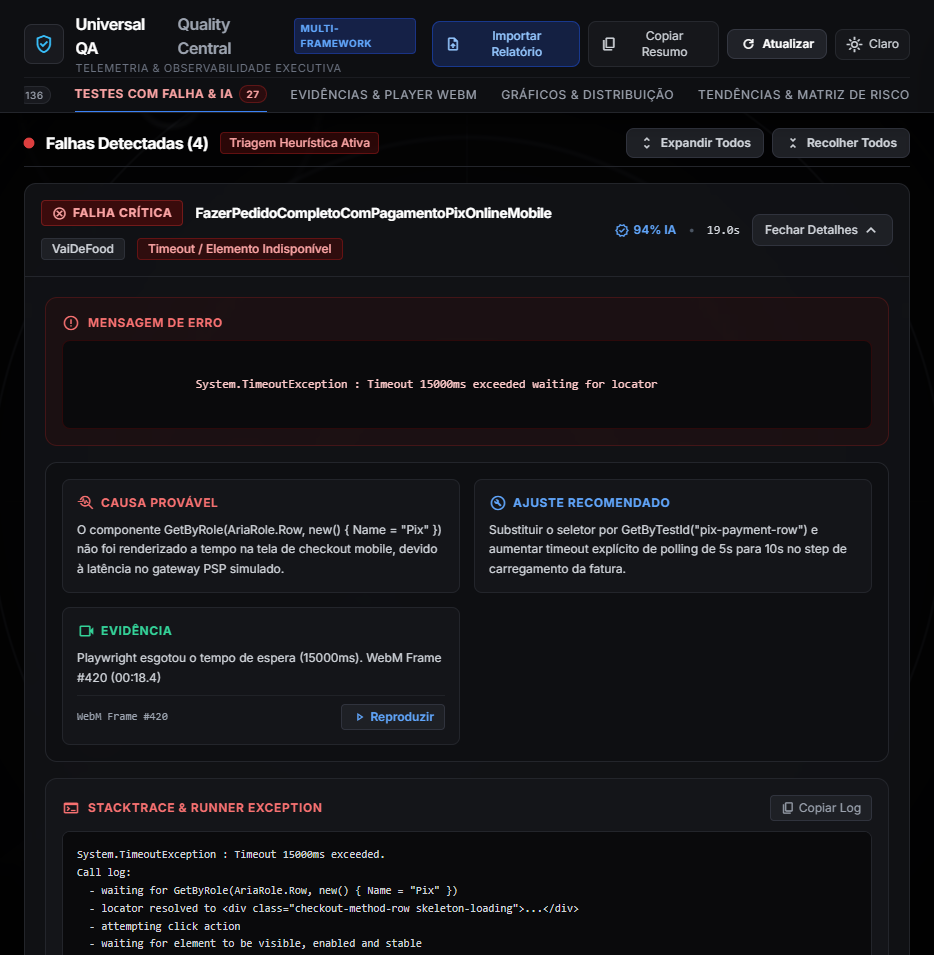 Universal QA
Quality Central
MULTI-FRAMEWORK
TELEMETRIA & OBSERVABILIDADE EXECUTIVA
Importar Relatório
Copiar Resumo
Atualizar
Claro
136
TESTES COM FALHA & IA 27
EVIDÊNCIAS & PLAYER WEBM
GRÁFICOS & DISTRIBUIÇÃO
TENDÊNCIAS & MATRIZ DE RISCO
Falhas Detectadas (4)
Triagem Heurística Ativa
Expandir Todos
Recolher Todos
FALHA CRÍTICA
FazerPedidoCompletoComPagamentoPixOnlineMobile
VaiDeFood
Timeout / Elemento Indisponível
94% IA • 19.0s
Fechar Detalhes
MENSAGEM DE ERRO
System.TimeoutException : Timeout 15000ms exceeded waiting for locator
CAUSA PROVÁVEL
O componente GetByRole(AriaRole.Row, new() { Name = "Pix" })
não foi renderizado a tempo na tela de checkout mobile, devido
à latência no gateway PSP simulado.
AJUSTE RECOMENDADO
Substituir o seletor por GetByTestId("pix-payment-row") e
aumentar timeout explícito de polling de 5s para 10s no step de
carregamento da fatura.
EVIDÊNCIA
Playwright esgotou o tempo de espera (15000ms). WebM Frame
#420 (00:18.4)
WebM Frame #420
Reproduzir
STACKTRACE & RUNNER EXCEPTION
Copiar Log
System.TimeoutException : Timeout 15000ms exceeded.
Call log:
- waiting for GetByRole(AriaRole.Row, new() { Name = "Pix" })
- locator resolved to <div class="checkout-method-row skeleton-loading">...</div>
- attempting click action
- waiting for element to be visible, enabled and stable